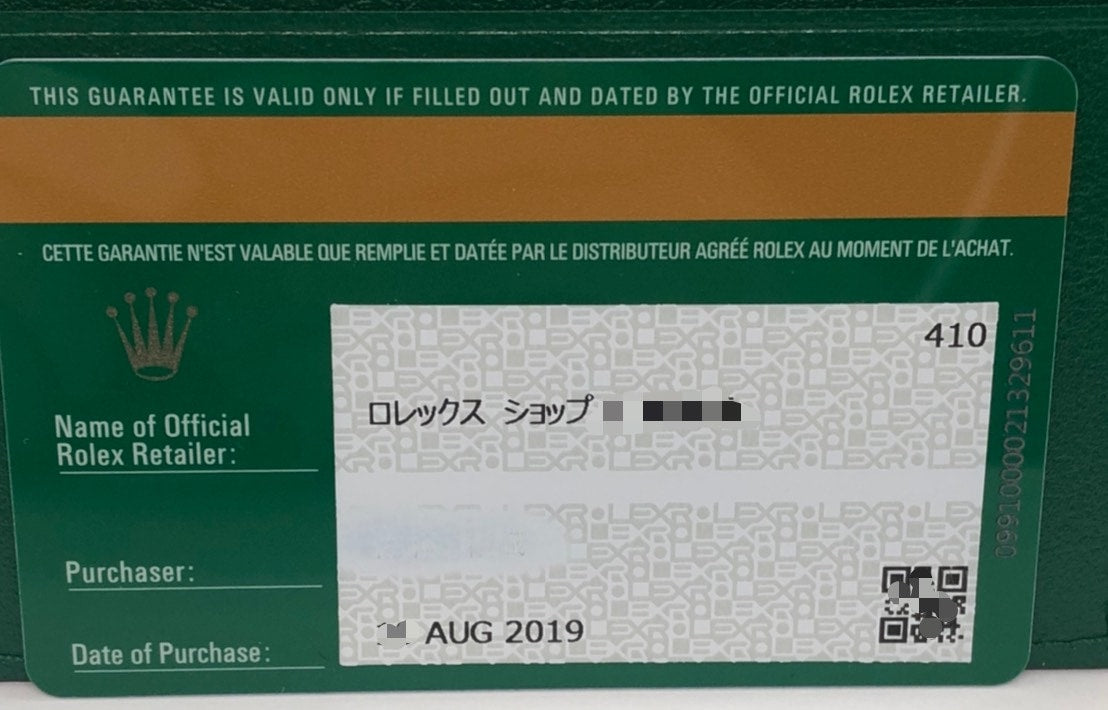 THIS GUARANTEE IS VALID ONLY IF FILLED OUT AND DATED BY THE OFFICIAL ROLEX RETAILER.
CETTE GARANTIE N'EST VALABLE QUE REMPLIE ET DATÉE PAR LE DISTRIBUTEUR AGRÉÉ ROLEX AU MOMENT DE L'ACHAT.
410
Name of Official
Rolex Retailer:
ロレックス ショップ
Purchaser:
Date of Purchase:
AUG 2019
0991000021329611